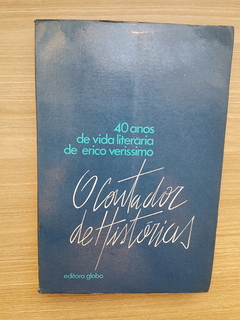 40 anos
de vida literária
de erico verissimo
O Contador
de Histórias
editora globo